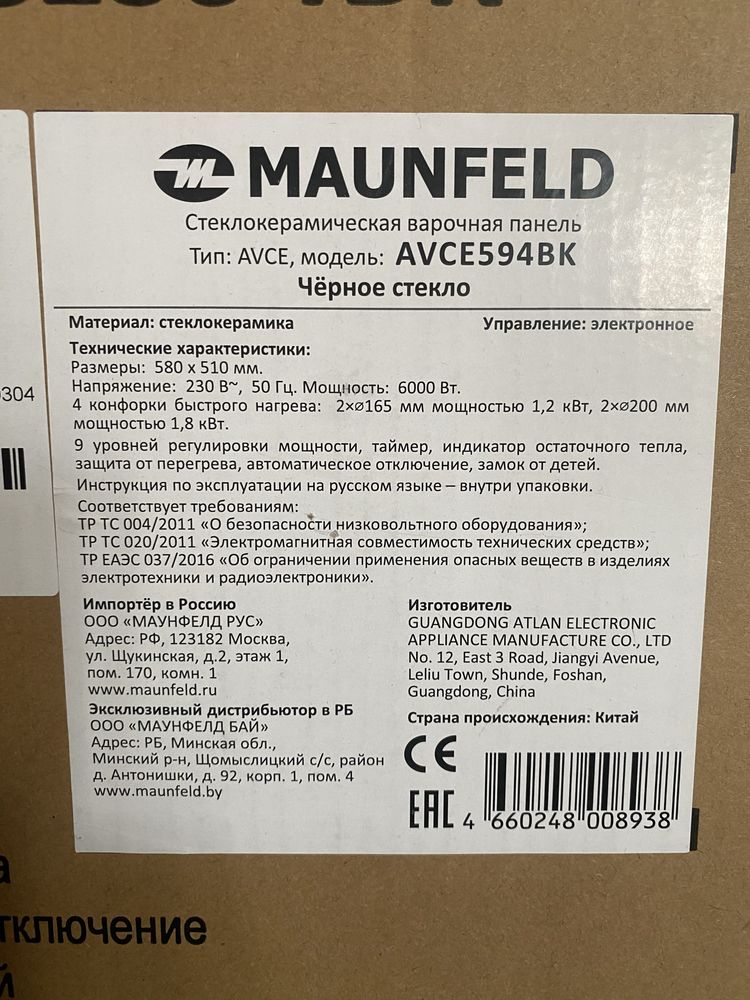 MAUNFELD
Стеклокерамическая варочная панель
Тип: AVCE, модель: AVCE594BK
Чёрное стекло
Материал: стеклокерамика Управление: электронное
Технические характеристики:
Размеры: 580 x 510 мм.
Напряжение: 230 В~, 50 Гц. Мощность: 6000 Вт.
4 конфорки быстрого нагрева: 2×⌀165 мм мощностью 1,2 кВт, 2×⌀200 мм
мощностью 1,8 кВт.
9 уровней регулировки мощности, таймер, индикатор остаточного тепла,
защита от перегрева, автоматическое отключение, замок от детей.
Инструкция по эксплуатации на русском языке – внутри упаковки.
Соответствует требованиям:
ТР ТС 004/2011 «О безопасности низковольтного оборудования»;
ТР ТС 020/2011 «Электромагнитная совместимость технических средств»;
ТР ЕАЭС 037/2016 «Об ограничении применения опасных веществ в изделиях
электротехники и радиоэлектроники».
Импортёр в Россию
ООО «МАУНФЕЛД РУС»
Адрес: РФ, 123182 Москва,
ул. Щукинская, д.2, этаж 1,
пом. 170, комн. 1
www.maunfeld.ru
Эксклюзивный дистрибьютор в РБ
ООО «МАУНФЕЛД БАЙ»
Адрес: РБ, Минская обл.,
Минский р-н, Щомыслицкий с/с, район
д. Антонишки, д. 92, корп. 1, пом. 4
www.maunfeld.by
Изготовитель
GUANGDONG ATLAN ELECTRONIC
APPLIANCE MANUFACTURE CO., LTD
No. 12, East 3 Road, Jiangyi Avenue,
Leliu Town, Shunde, Foshan,
Guangdong, China
Страна происхождения: Китай
CE
EAC
4 660248 008938
0304
тключение